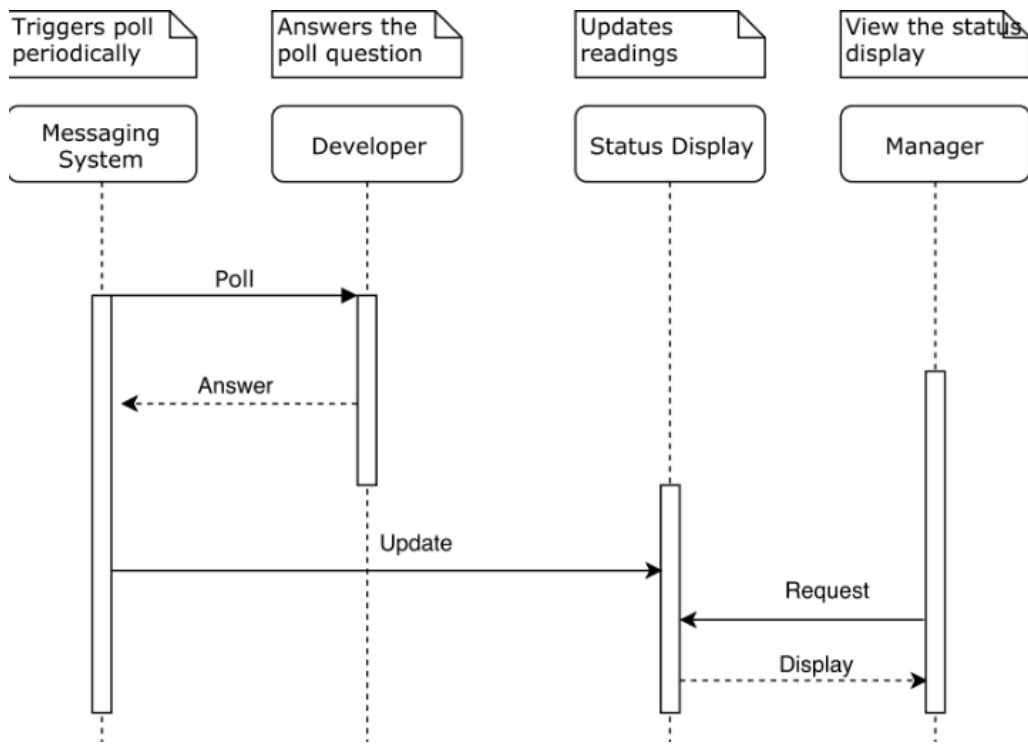 Triggers poll
periodically
Answers the
poll question
Updates
readings
View the status
display
Messaging
System
Developer
Status Display
Manager
Poll
Answer
Update
Request
Display